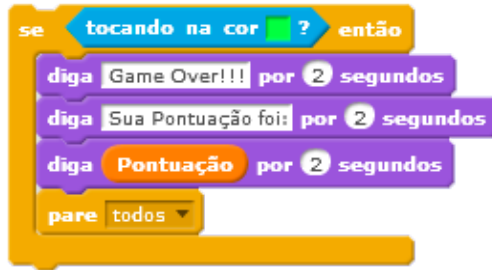 se tocando na cor ? então
diga Game Over!!! por 2 segundos
diga Sua Pontuação foi: por 2 segundos
diga Pontuação por 2 segundos
pare todos